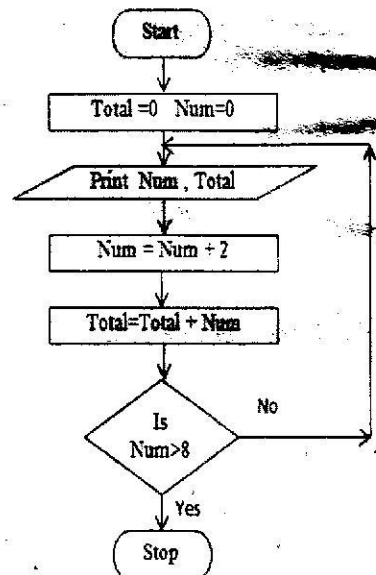 Start
Total =0 Num=0
Print Num , Total
Num = Num + 2
Total=Total + Num
Is
Num>8
No
Yes
Stop